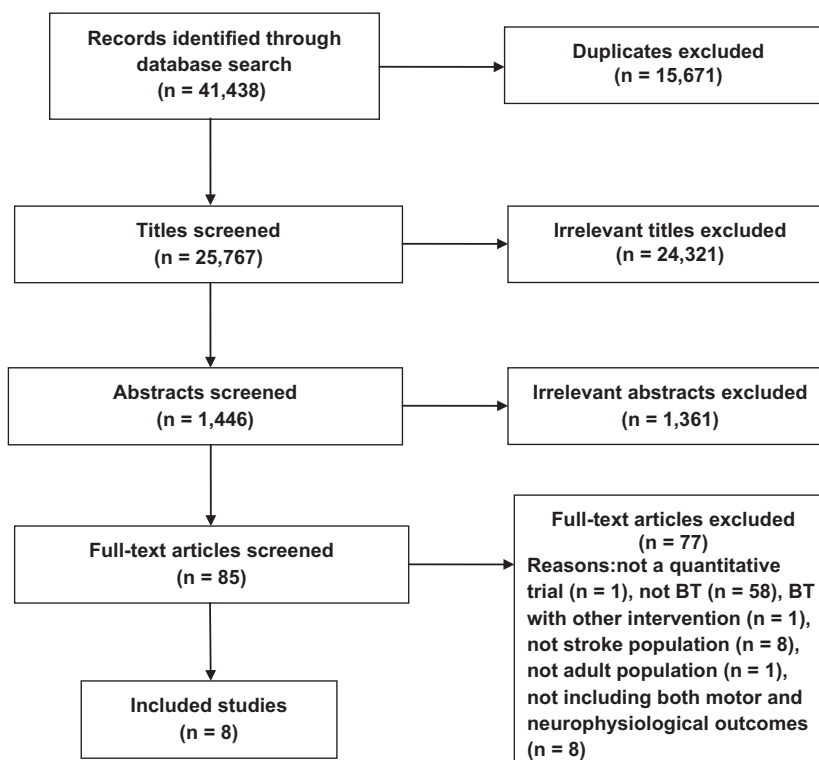 Records identified through
database search
(n = 41,438)
Duplicates excluded
(n = 15,671)
Titles screened
(n = 25,767)
Irrelevant titles excluded
(n = 24,321)
Abstracts screened
(n = 1,446)
Irrelevant abstracts excluded
(n = 1,361)
Full-text articles screened
(n = 85)
Full-text articles excluded
(n = 77)
Reasons:not a quantitative
trial (n = 1), not BT (n = 58), BT
with other intervention (n = 1),
not stroke population (n = 8),
not adult population (n = 1),
not including both motor and
neurophysiological outcomes
(n = 8)
Included studies
(n = 8)